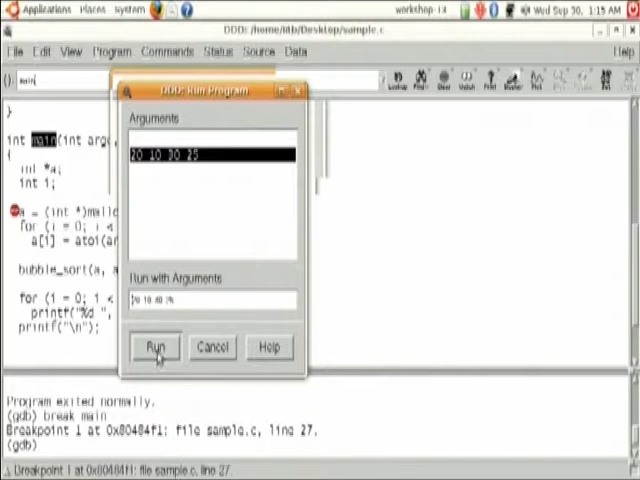 Applications Places System
workshop-13
Wed Sep 30, 1:15 AM
DDD: /home/iitb/Desktop/sample.c
File Edit View Program Commands Status Source Data Help
(): main
DDD: Run Program
Arguments
20 10 30 25
Run with Arguments
Run Cancel Help
}
int main(int argc,
{
int *a;
int i;
a = (int *)mallo
for (i = 0; i <
a[i] = atoi(ar
bubble_sort(a, a
for (i = 0; i <
printf("%d ",
printf("\n");
Program exited normally.
(gdb) break main
Breakpoint 1 at 0x80484f1: file sample.c, line 27.
(gdb)
Breakpoint 1 at 0x80484f1: file sample.c, line 27.